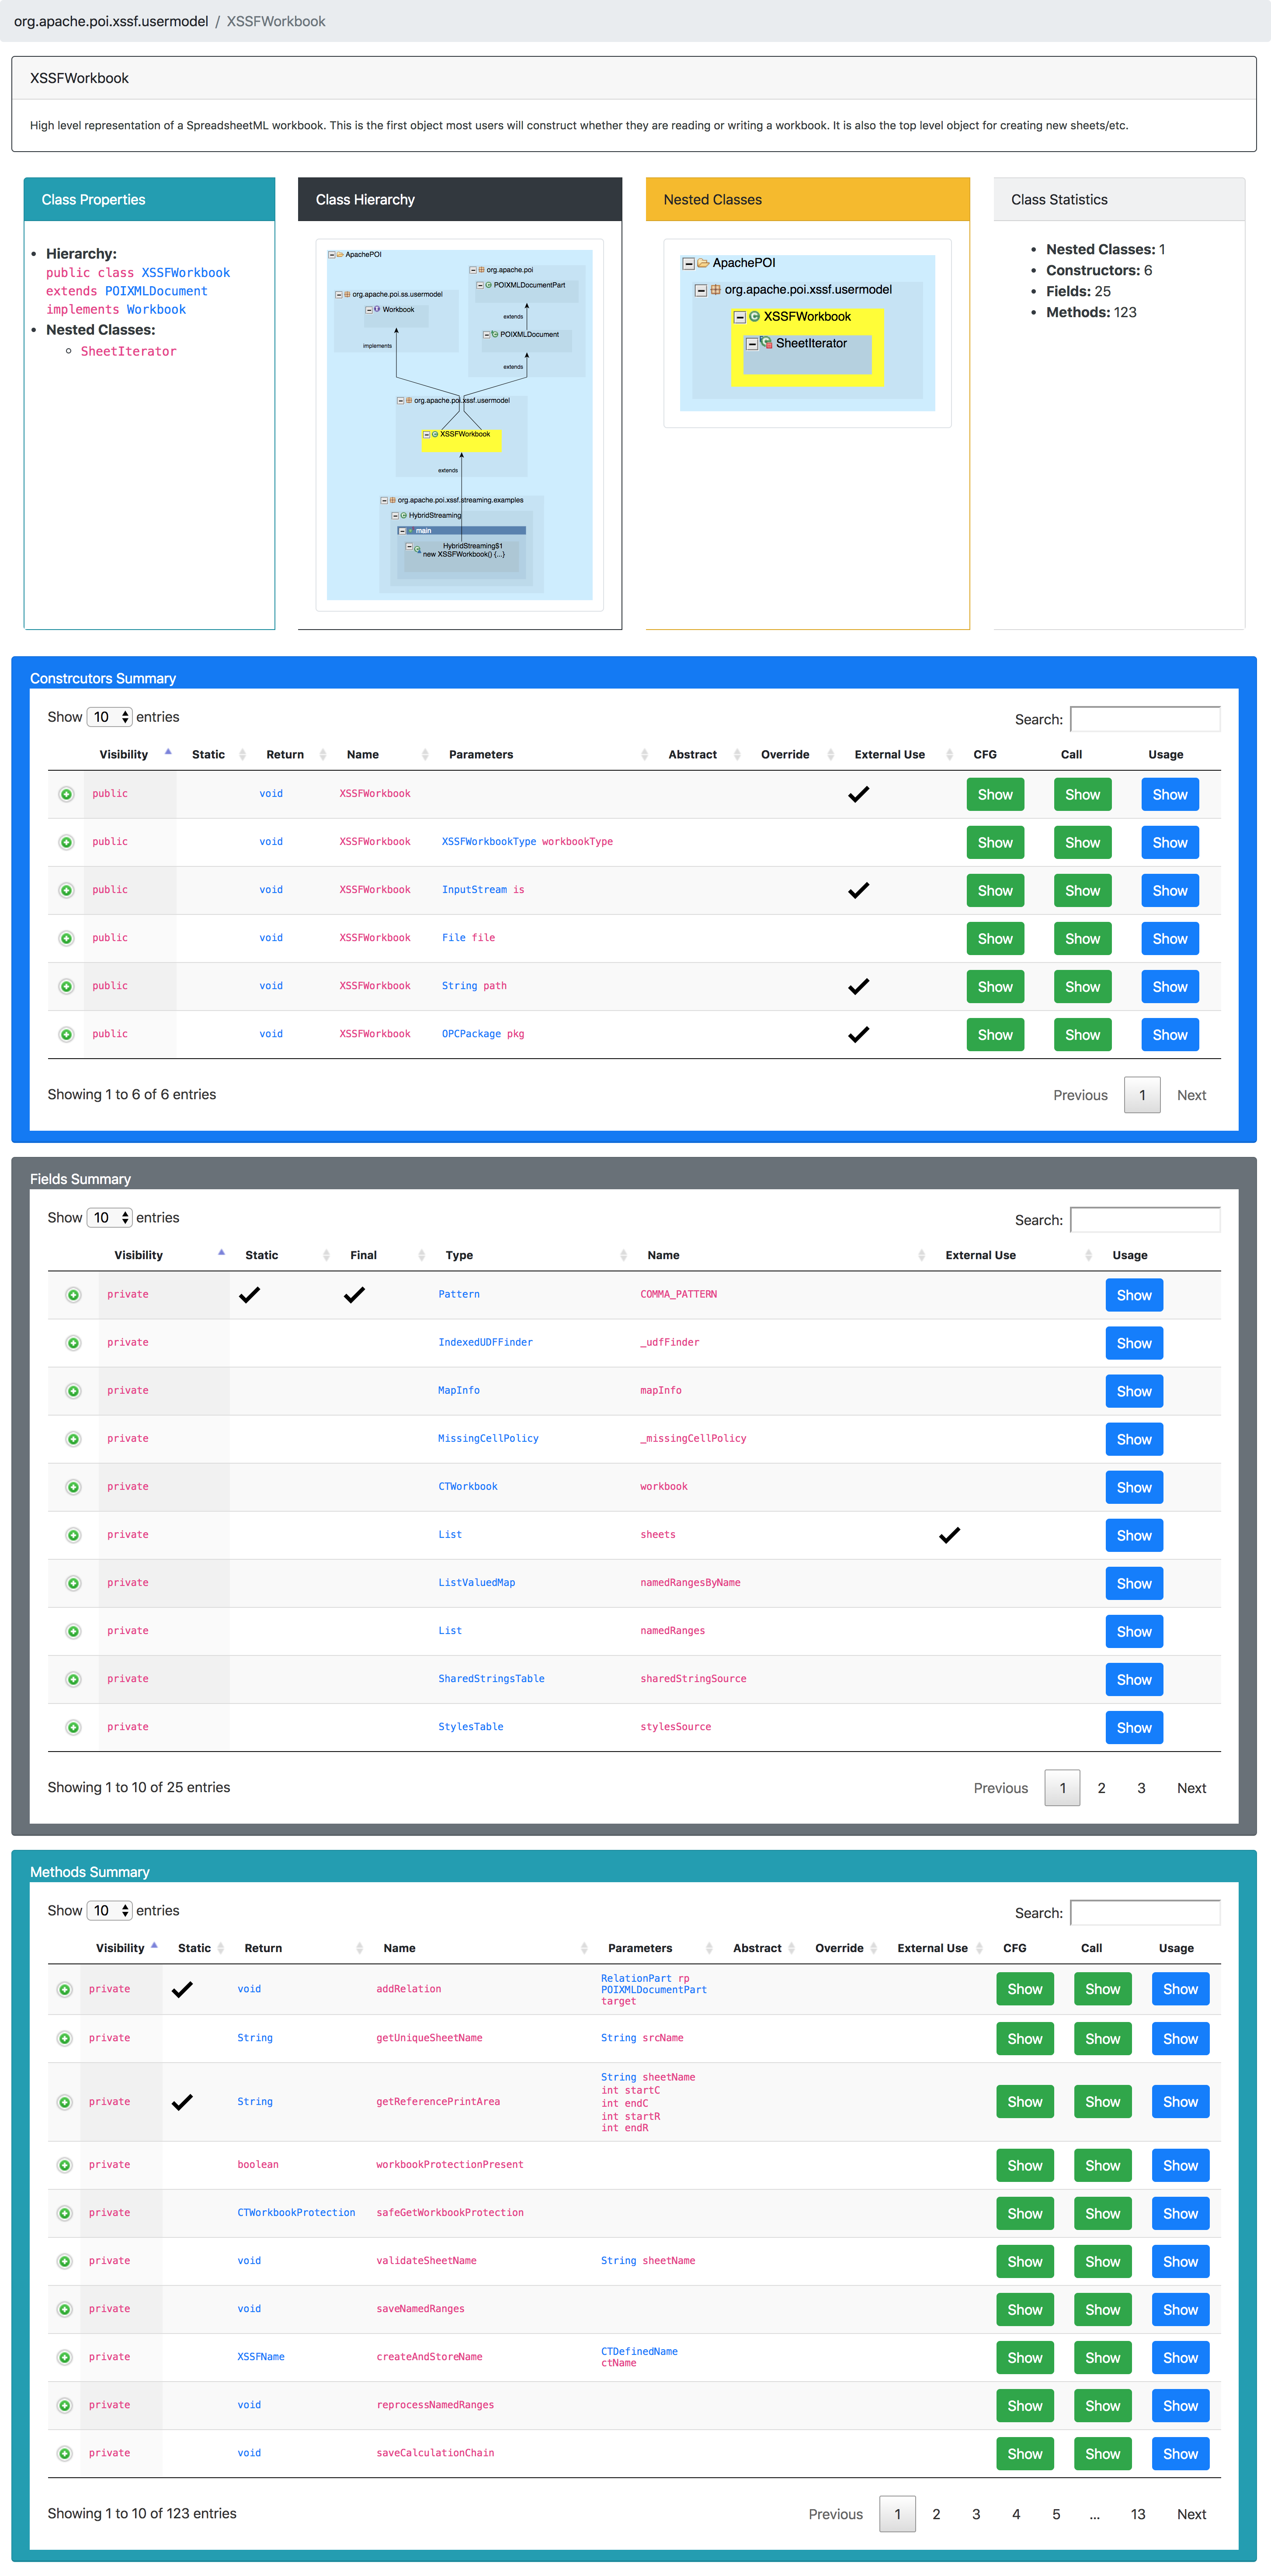 org.apache.poi.xssf.usermodel / XSSFWorkbook
XSSFWorkbook
High level representation of a SpreadsheetML workbook. This is the first object most users will construct whether they are reading or writing a workbook. It is also the top level object for creating new sheets/etc.
Class Properties
Hierarchy:
public class XSSFWorkbook
extends POIXMLDocument
implements Workbook
Nested Classes:
SheetIterator
Class Hierarchy
ApachePOI
org.apache.poi
POIXMLDocumentPart
org.apache.poi.ss.usermodel
Workbook
extends
POIXMLDocument
implements
extends
org.apache.poi.xssf.usermodel
XSSFWorkbook
extends
org.apache.poi.xssf.streaming.examples
HybridStreaming
main
HybridStreaming$1
new XSSFWorkbook() {...}
Nested Classes
ApachePOI
org.apache.poi.xssf.usermodel
XSSFWorkbook
SheetIterator
Class Statistics
Nested Classes: 1
Constructors: 6
Fields: 25
Methods: 123
Constrcutors Summary
Show 10 entries Search:
Visibility Static Return Name Parameters Abstract Override External Use CFG Call Usage
public void XSSFWorkbook Show Show Show
public void XSSFWorkbook XSSFWorkbookType workbookType Show Show Show
public void XSSFWorkbook InputStream is Show Show Show
public void XSSFWorkbook File file Show Show Show
public void XSSFWorkbook String path Show Show Show
public void XSSFWorkbook OPCPackage pkg Show Show Show
Showing 1 to 6 of 6 entries Previous 1 Next
Fields Summary
Show 10 entries Search:
Visibility Static Final Type Name External Use Usage
private Pattern COMMA_PATTERN Show
private IndexedUDFFinder _udfFinder Show
private MapInfo mapInfo Show
private MissingCellPolicy _missingCellPolicy Show
private CTWorkbook workbook Show
private List sheets Show
private ListValuedMap namedRangesByName Show
private List namedRanges Show
private SharedStringsTable sharedStringSource Show
private StylesTable stylesSource Show
Showing 1 to 10 of 25 entries Previous 1 2 3 Next
Methods Summary
Show 10 entries Search:
Visibility Static Return Name Parameters Abstract Override External Use CFG Call Usage
private void addRelation RelationPart rp
POIXMLDocumentPart
target Show Show Show
private String getUniqueSheetName String srcName Show Show Show
private String getReferencePrintArea String sheetName
int startC
int endC
int startR
int endR Show Show Show
private boolean workbookProtectionPresent Show Show Show
private CTWorkbookProtection safeGetWorkbookProtection Show Show Show
private void validateSheetName String sheetName Show Show Show
private void saveNamedRanges Show Show Show
private XSSFName createAndStoreName CTDefinedName
ctName Show Show Show
private void reprocessNamedRanges Show Show Show
private void saveCalculationChain Show Show Show
Showing 1 to 10 of 123 entries Previous 1 2 3 4 5 ... 13 Next